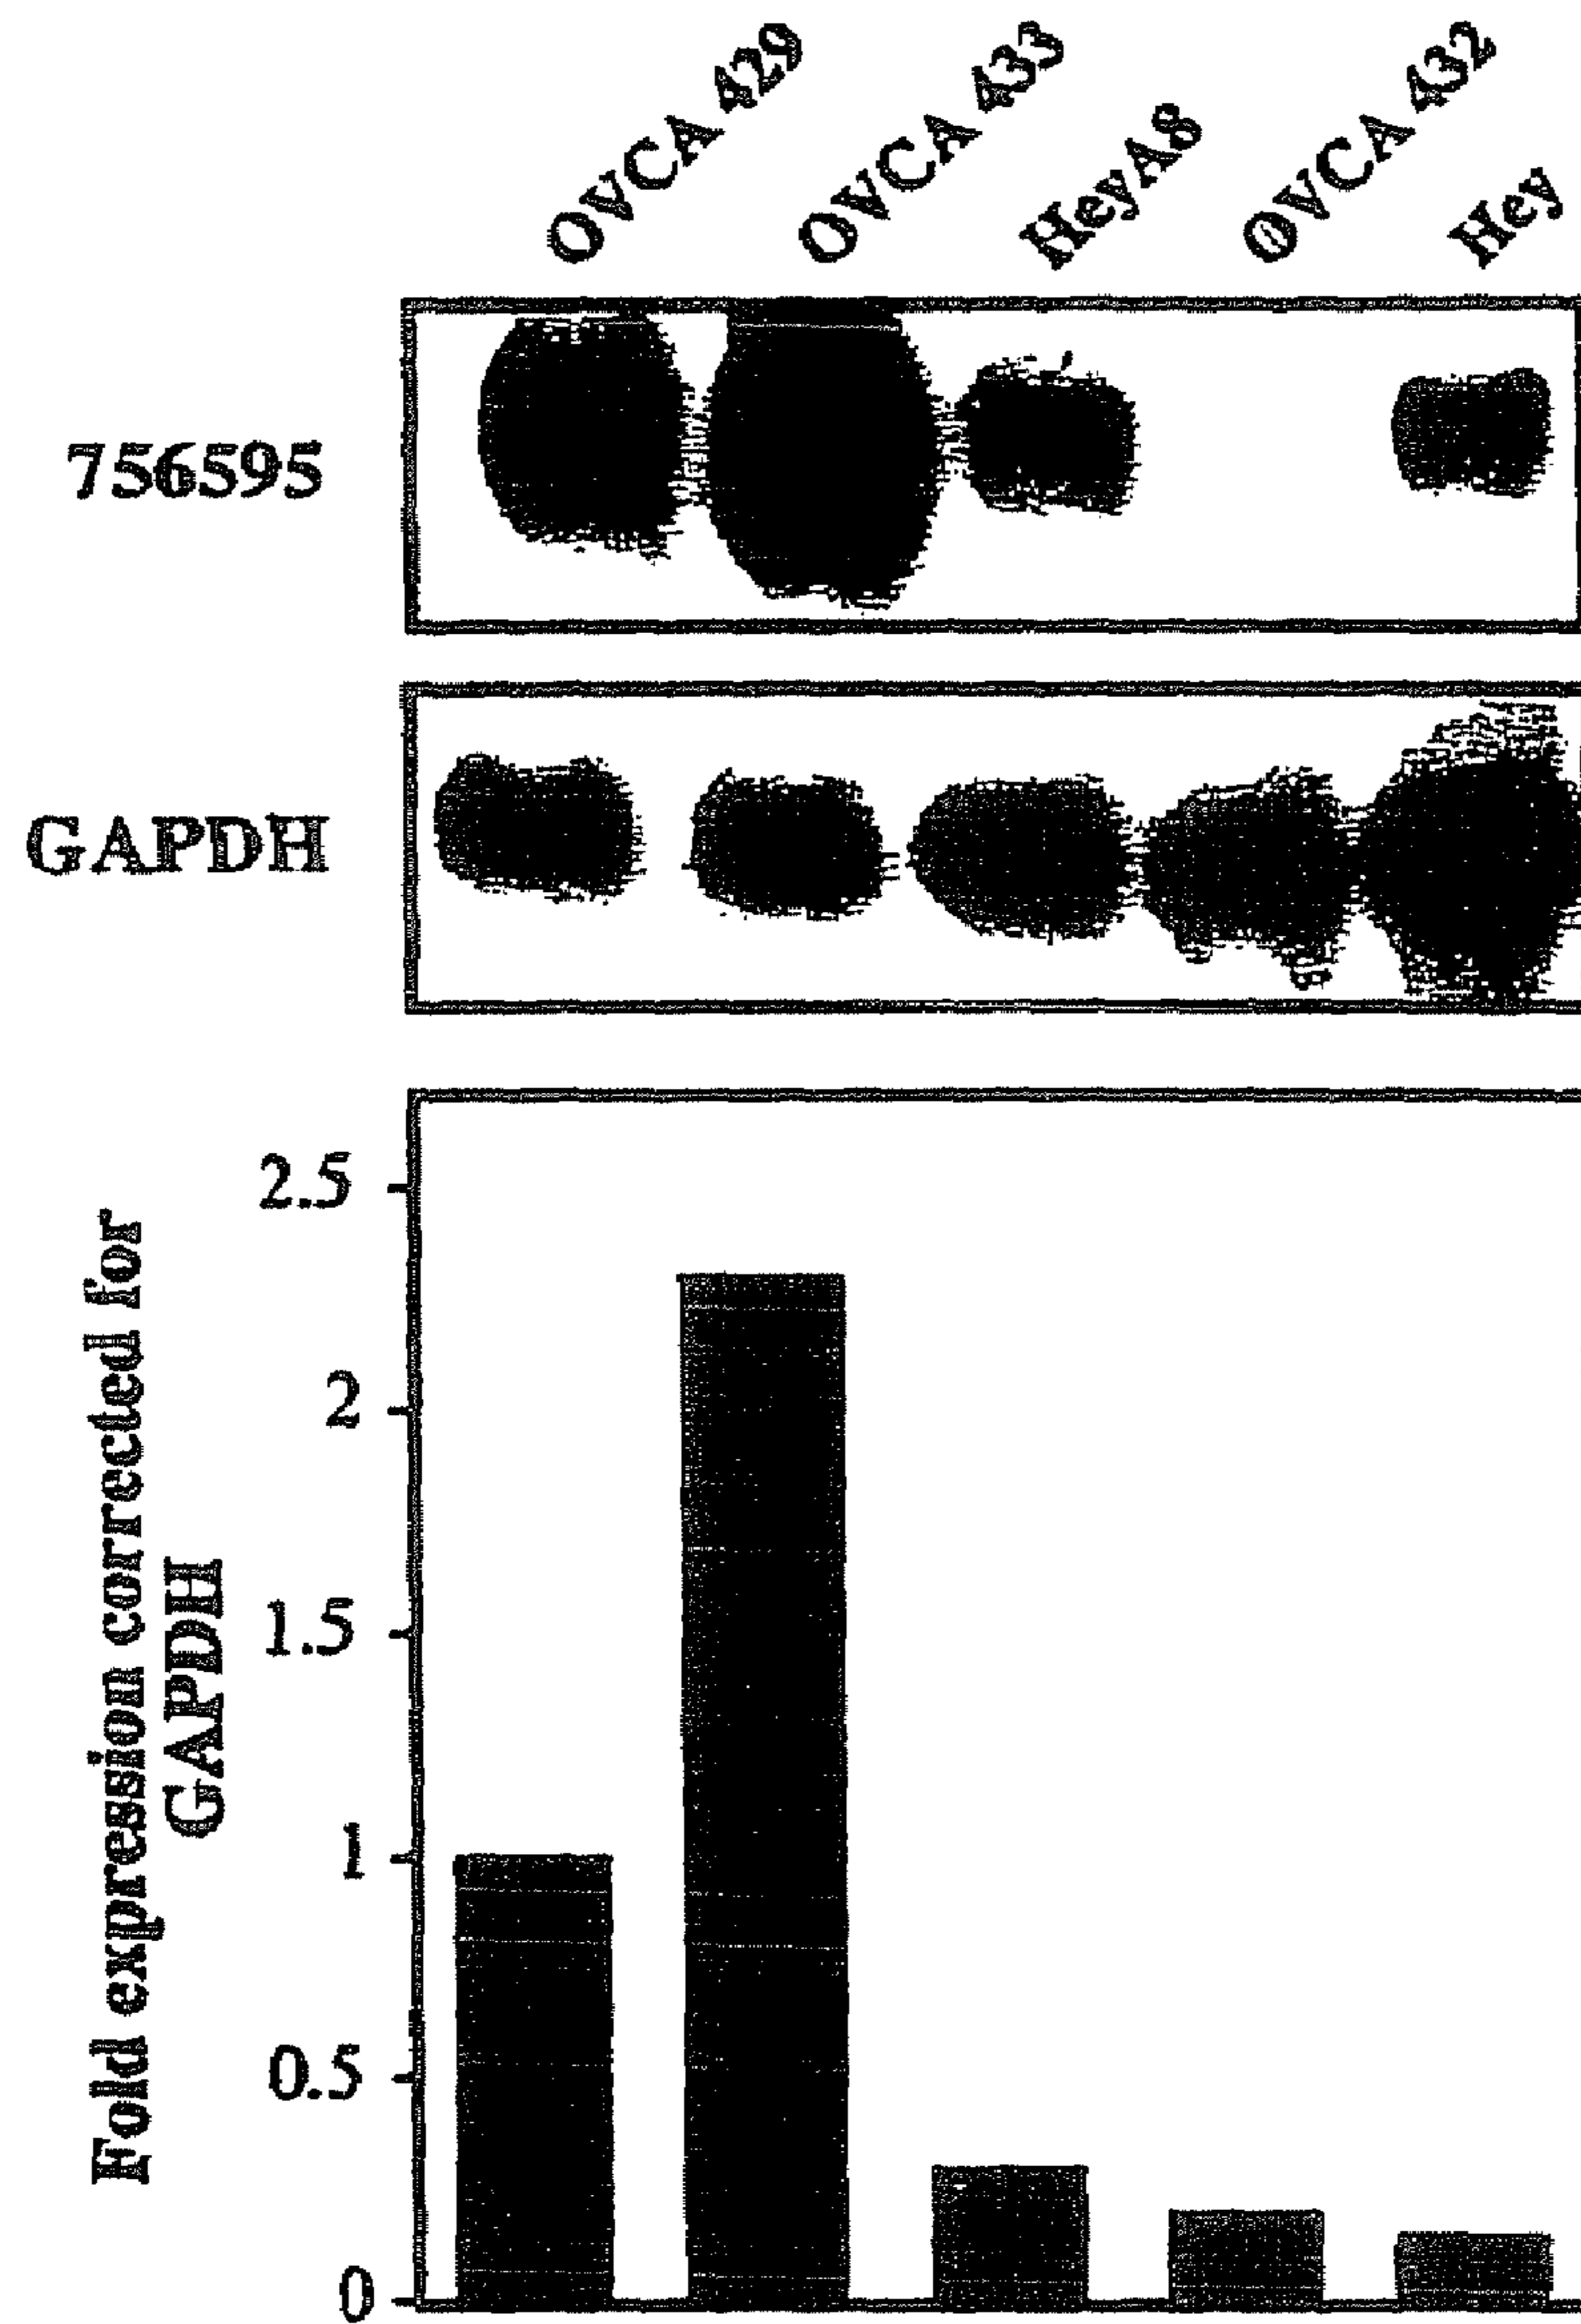 OVCA 429
OVCA 433
HeyA8
OVCA 432
Hey
756595
GAPDH
Fold expression corrected for
GAPDH
2.5
2
1.5
1
0.5
0